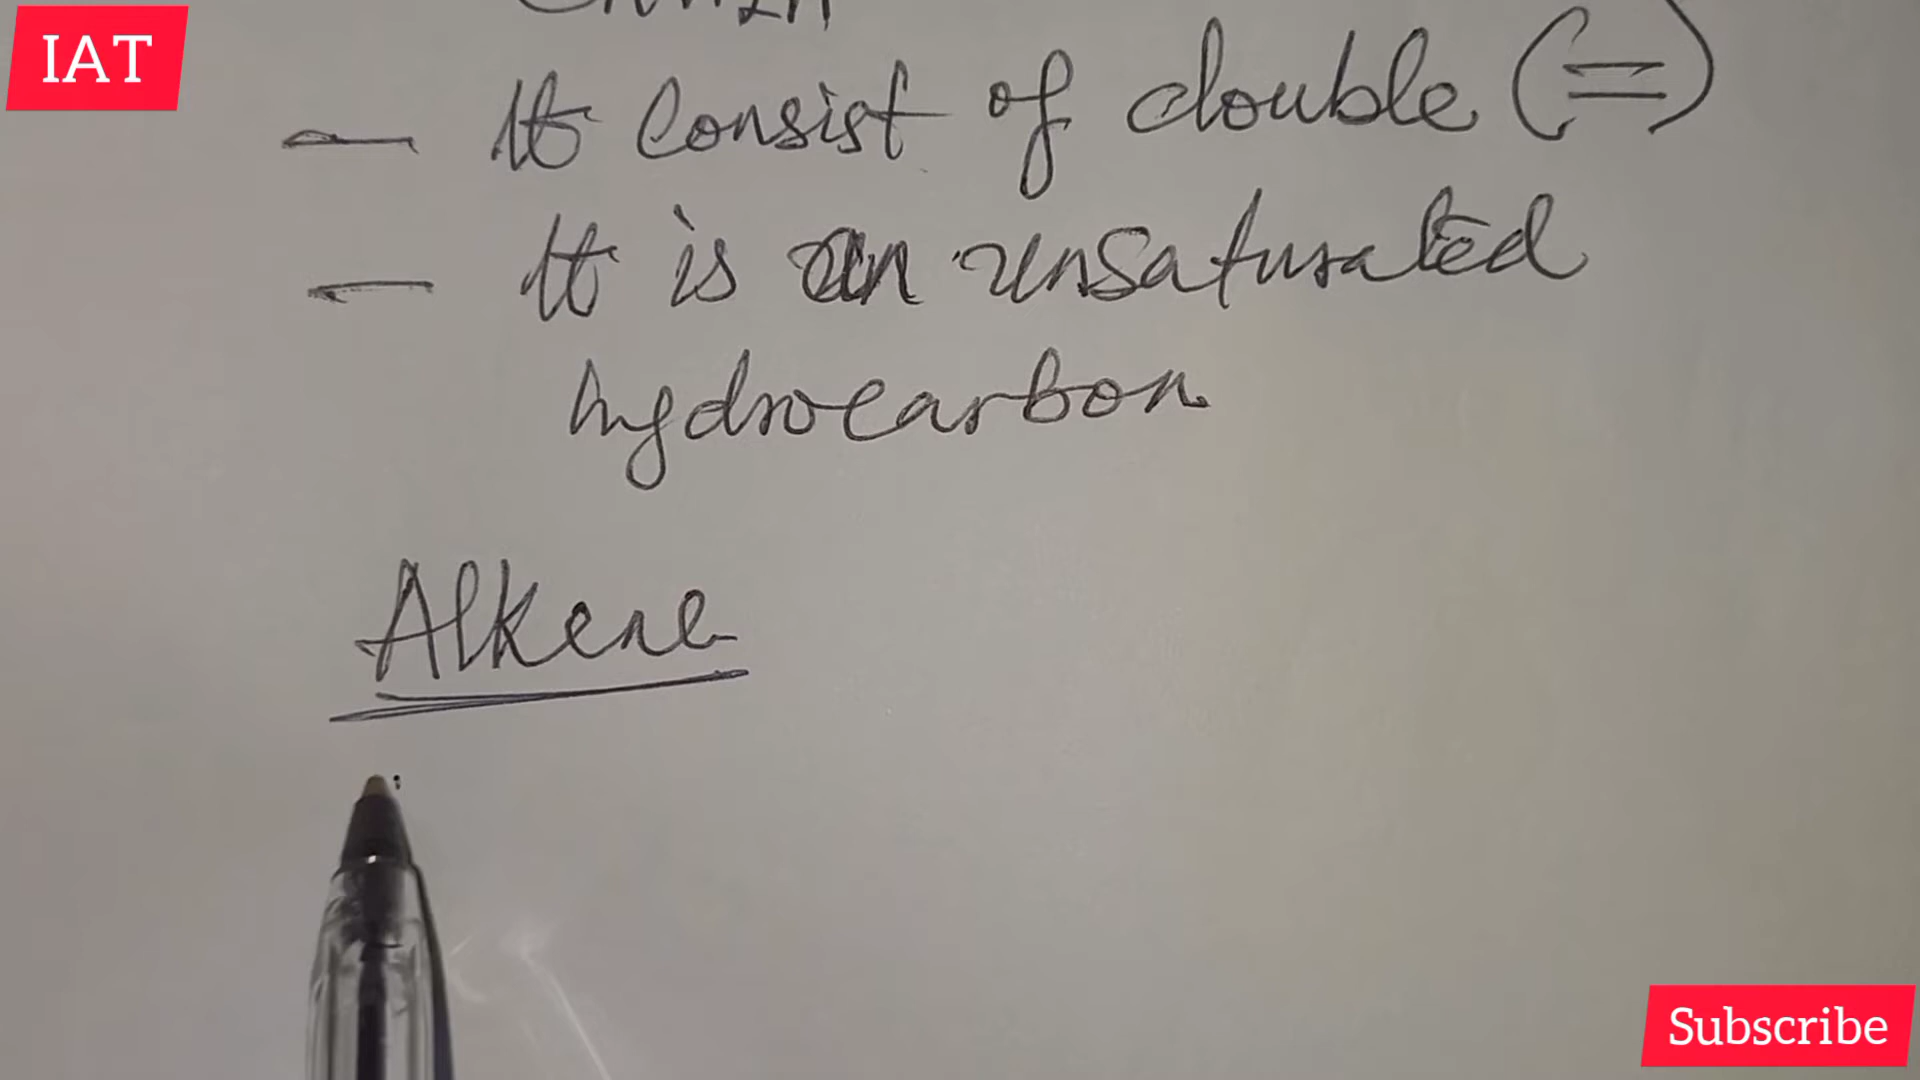 IAT
— It consist of double (=)
— It is an unsaturated
hydrocarbon
Alkene
Subscribe